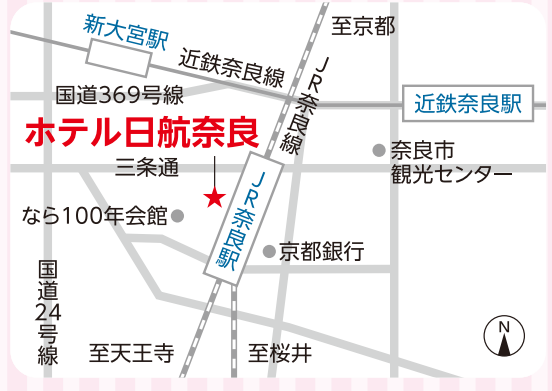 至京都
新大宮駅
近鉄奈良線
JR奈良線
国道369号線
近鉄奈良駅
ホテル日航奈良
三条通
奈良市
観光センター
JR奈良駅
なら100年会館
京都銀行
国道24号線
N
至天王寺
至桜井